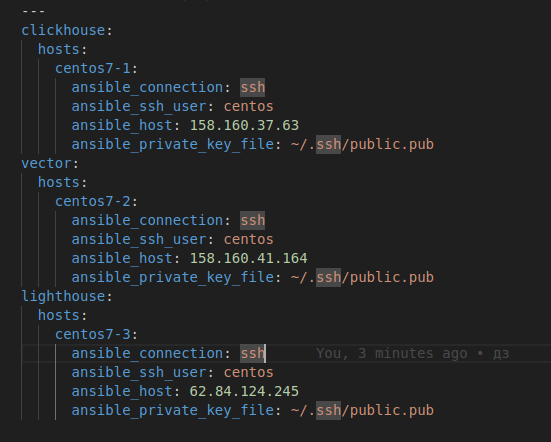 ---
clickhouse:
  hosts:
    centos7-1:
      ansible_connection: ssh
      ansible_ssh_user: centos
      ansible_host: 158.160.37.63
      ansible_private_key_file: ~/.ssh/public.pub
vector:
  hosts:
    centos7-2:
      ansible_connection: ssh
      ansible_ssh_user: centos
      ansible_host: 158.160.41.164
      ansible_private_key_file: ~/.ssh/public.pub
lighthouse:
  hosts:
    centos7-3:
      ansible_connection: ssh You, 3 minutes ago • дз
      ansible_ssh_user: centos
      ansible_host: 62.84.124.245
      ansible_private_key_file: ~/.ssh/public.pub